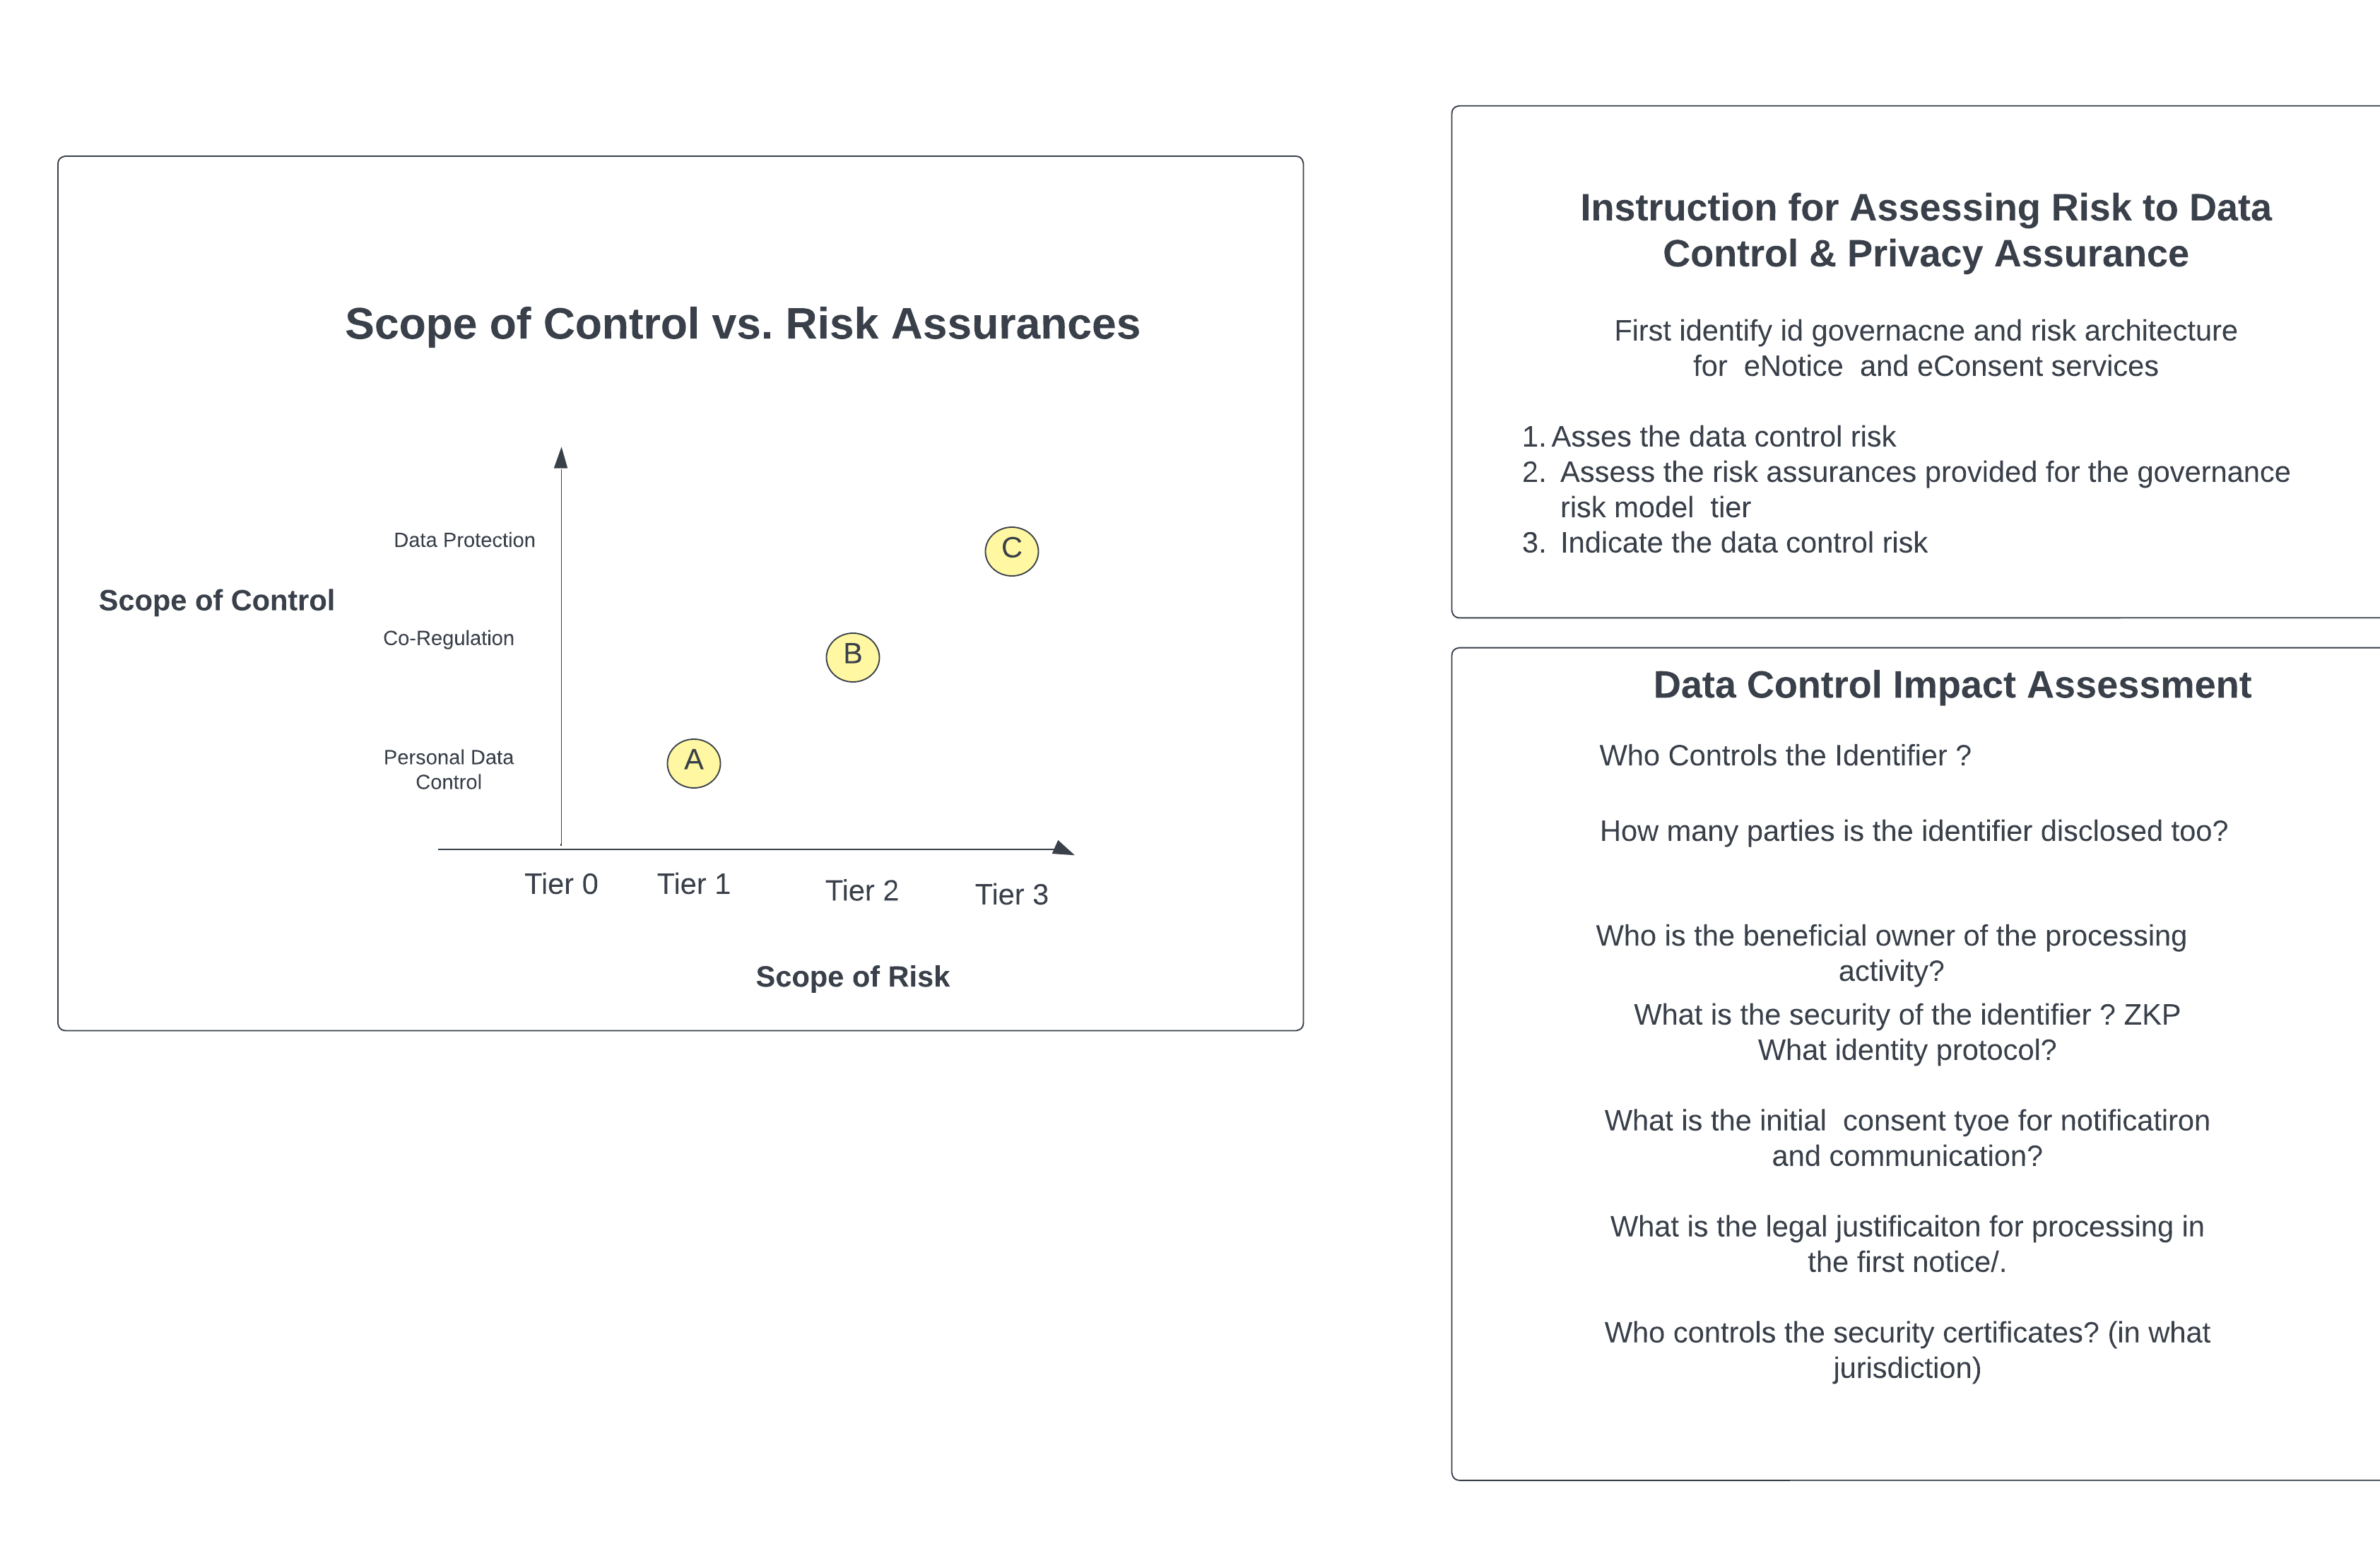 Scope of Control vs. Risk Assurances
Data Protection
Scope of Control
Co-Regulation
Personal Data
Control
C
B
A
Tier 0
Tier 1
Tier 2
Tier 3
Scope of Risk
Instruction for Assessing Risk to Data
Control & Privacy Assurance
First identify id governacne and risk architecture
for  eNotice  and eConsent services
1. Asses the data control risk
2.  Assess the risk assurances provided for the governance
risk model  tier
3.  Indicate the data control risk
Data Control Impact Assessment
Who Controls the Identifier ?
How many parties is the identifier disclosed too?
Who is the beneficial owner of the processing
activity?
What is the security of the identifier ? ZKP
What identity protocol?
What is the initial  consent tyoe for notificatiron
and communication?
What is the legal justificaiton for processing in
the first notice/.
Who controls the security certificates? (in what
jurisdiction)